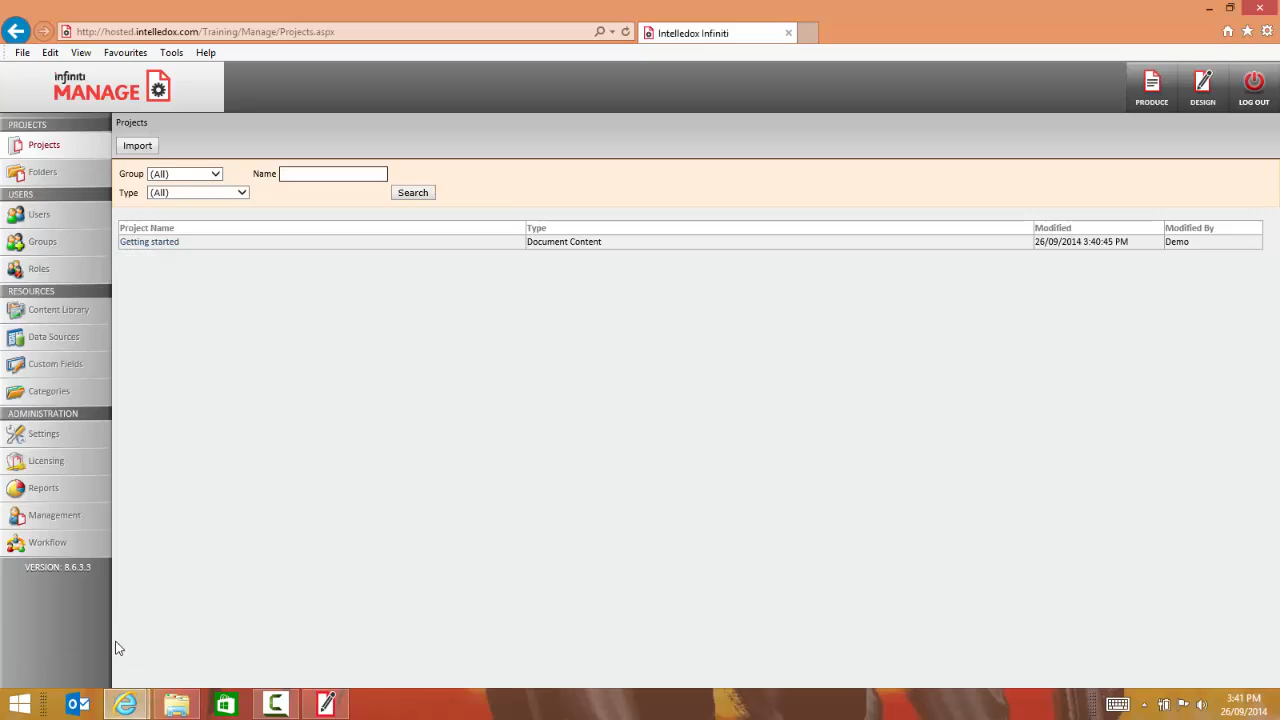 http://hosted.intelledox.com/Training/Manage/Projects.aspx
Intelledox Infiniti
File Edit View Favourites Tools Help
infiniti
MANAGE
PRODUCE DESIGN LOG OUT
PROJECTS
Projects
Folders
USERS
Users
Groups
Roles
RESOURCES
Content Library
Data Sources
Custom Fields
Categories
ADMINISTRATION
Settings
Licensing
Reports
Management
Workflow
VERSION: 8.6.3.3
Projects
Import
Group (All) Name
Type (All) Search
Project Name Type Modified Modified By
Getting started Document Content 26/09/2014 3:40:45 PM Demo
3:41 PM
26/09/2014